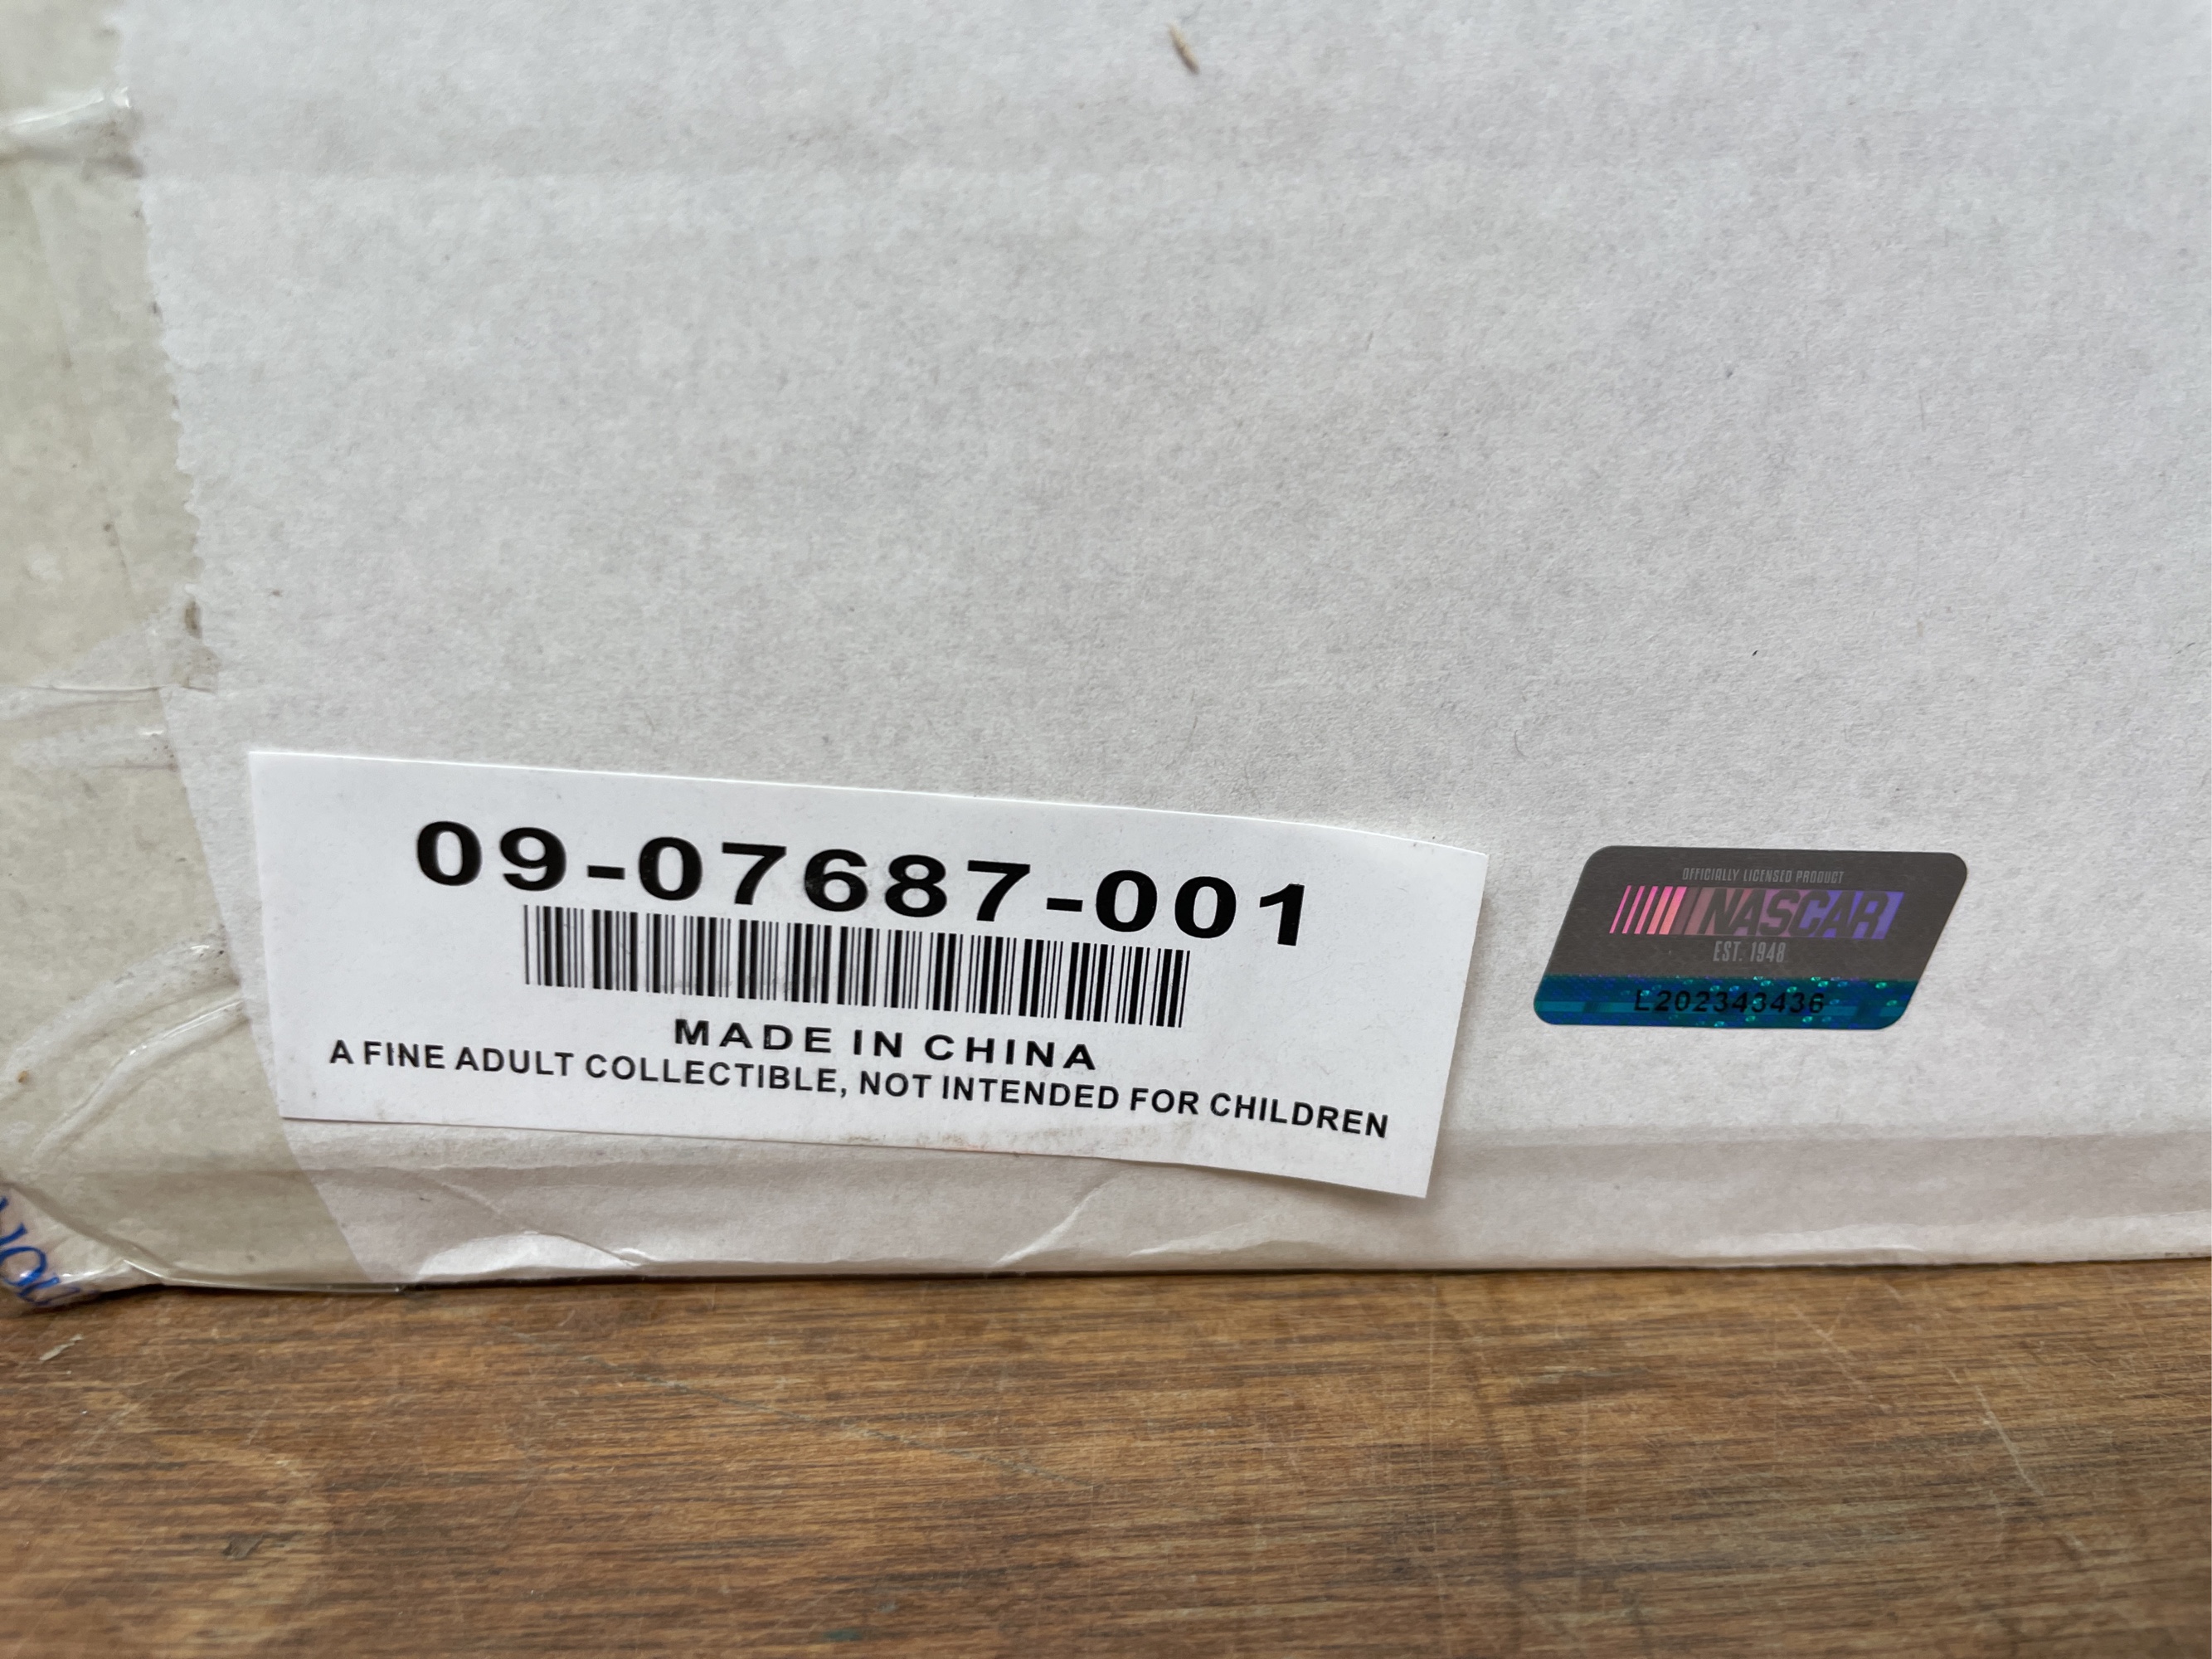 09-07687-001
MADE IN CHINA
A FINE ADULT COLLECTIBLE, NOT INTENDED FOR CHILDREN
OFFICIALLY LICENSED PRODUCT
NASCAR
EST. 1948
L202343436